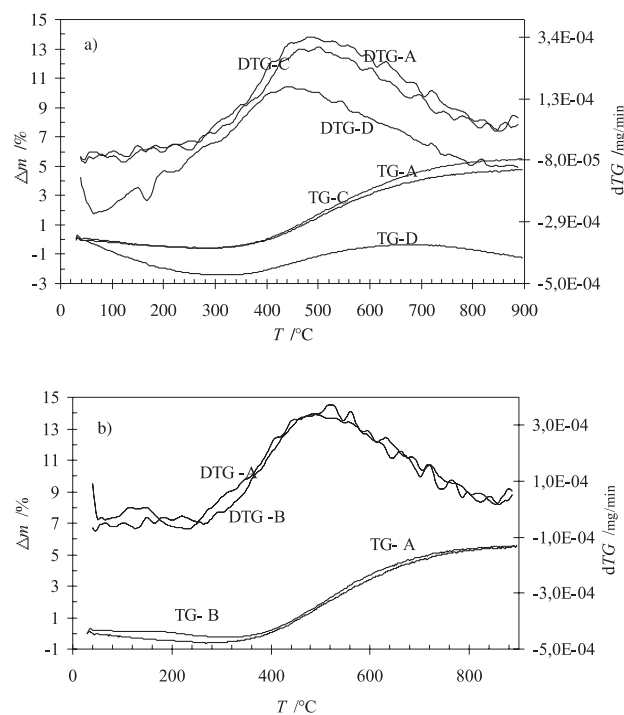 a)
15
13
11
9
7
5
3
1
-1
-3
Δm /%
3,4E-04
1,3E-04
-8,0E-05
-2,9E-04
-5,0E-04
dTG /mg/min
DTG-C
DTG-A
DTG-D
TG-A
TG-C
TG-D
0 100 200 300 400 500 600 700 800 900
T /°C
b)
15
13
11
9
7
5
3
1
-1
Δm /%
3,0E-04
1,0E-04
-1,0E-04
-3,0E-04
-5,0E-04
dTG /mg/min
DTG -A
DTG -B
TG- A
TG- B
0 200 400 600 800
T /°C